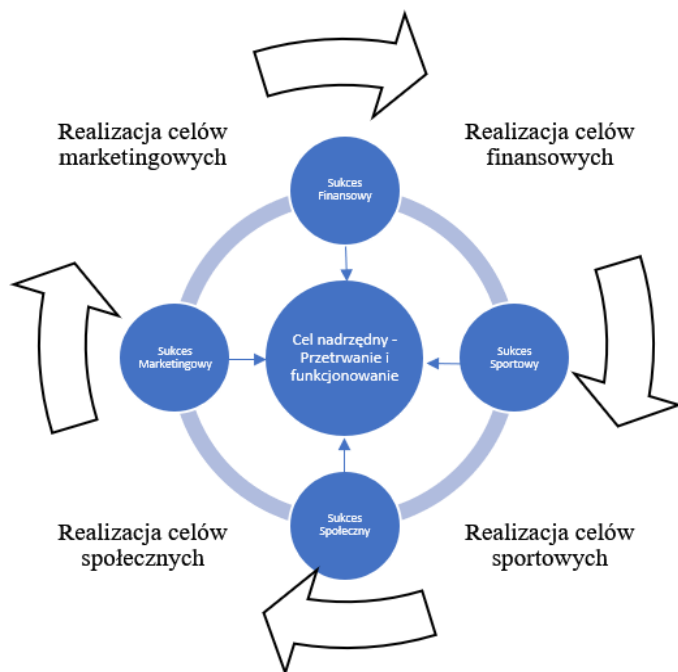 Realizacja celów
marketingowych
Realizacja celów
finansowych
Sukces
Finansowy
Sukces
Marketingowy
Cel nadrzędny -
Przetrwanie i
funkcjonowanie
Sukces
Sportowy
Sukces
Społeczny
Realizacja celów
społecznych
Realizacja celów
sportowych